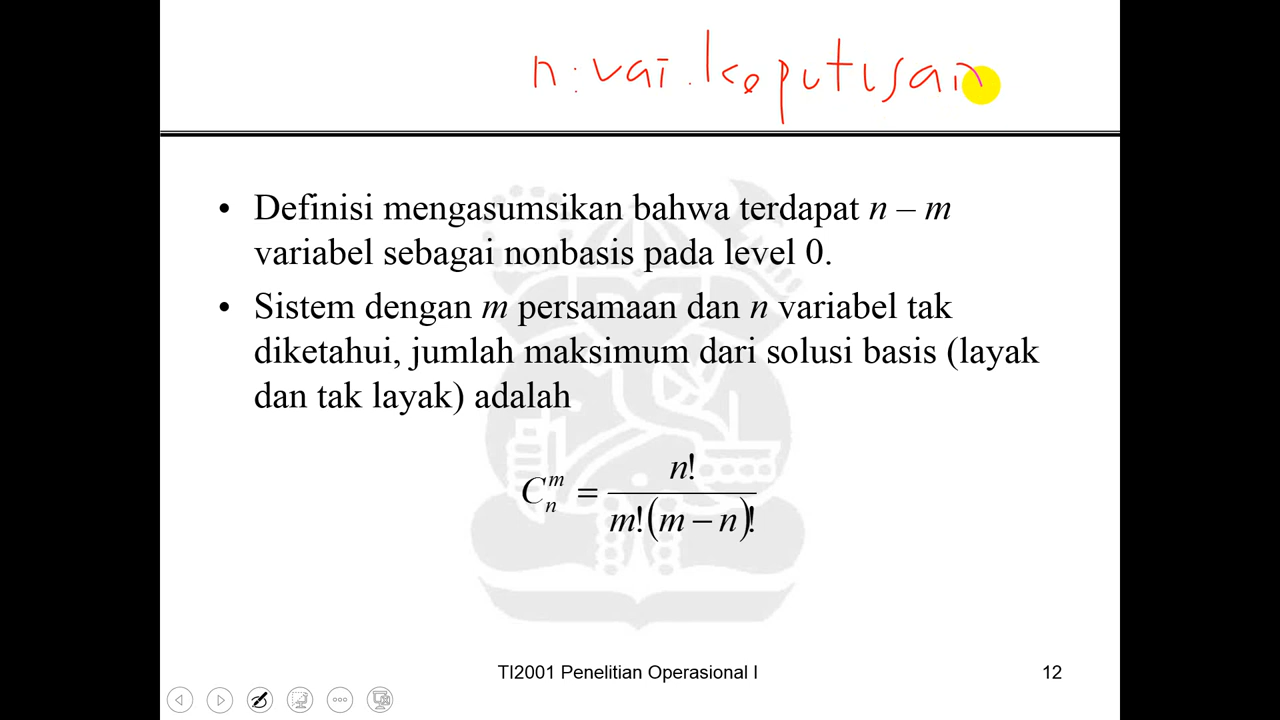 n : var . keputusan
• Definisi mengasumsikan bahwa terdapat n – m
variabel sebagai nonbasis pada level 0.
• Sistem dengan m persamaan dan n variabel tak
diketahui, jumlah maksimum dari solusi basis (layak
dan tak layak) adalah
C_n^m = n! / m!(m − n)!
TI2001 Penelitian Operasional I
12